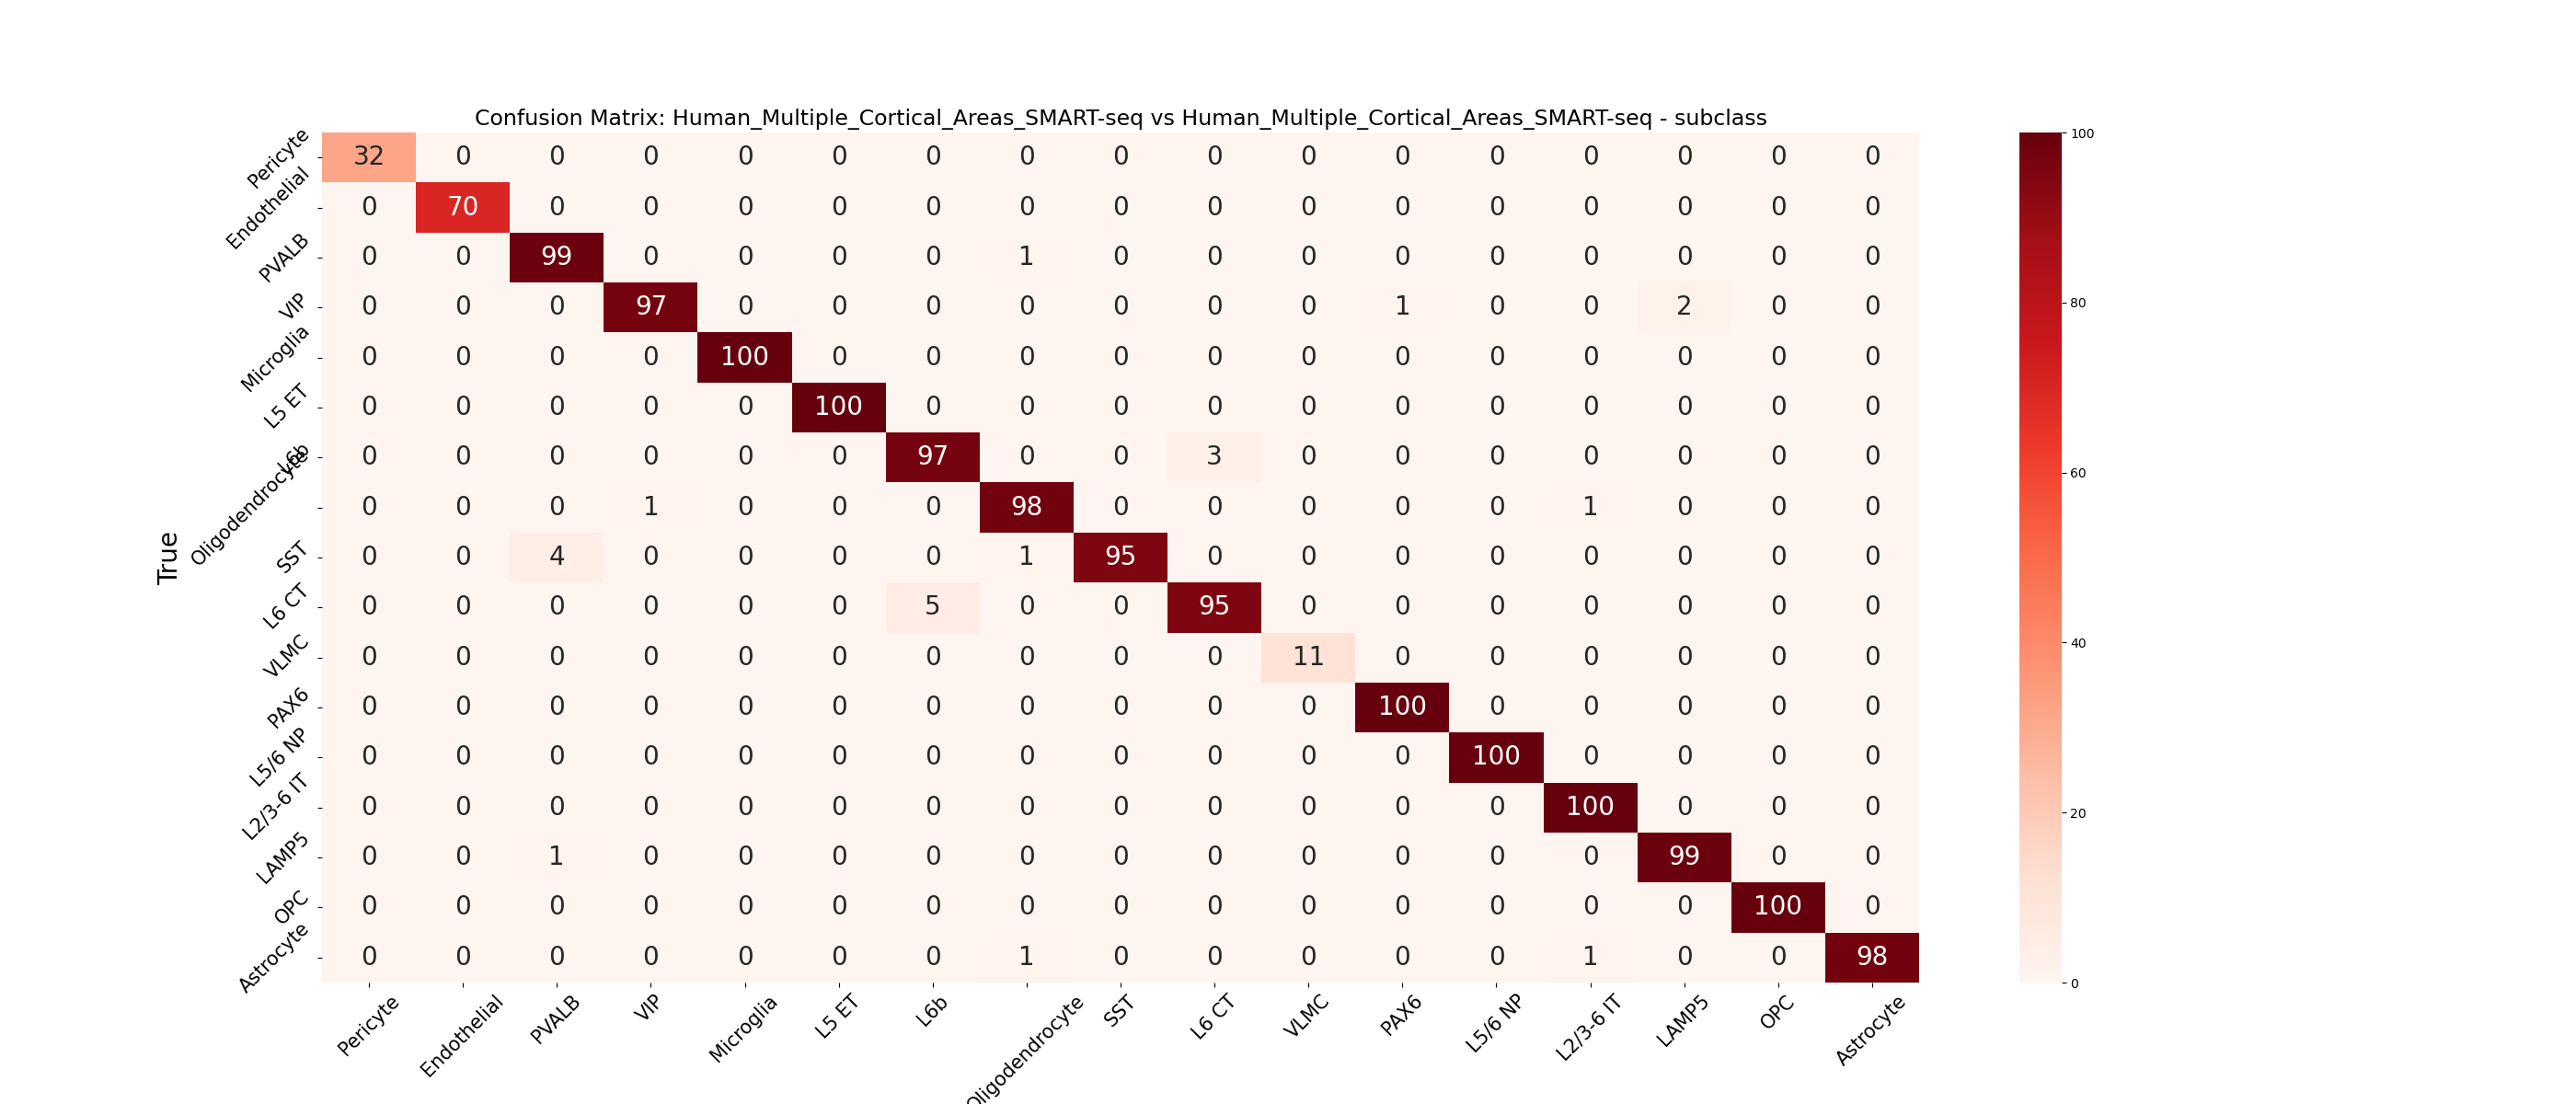 Confusion Matrix: Human_Multiple_Cortical_Areas_SMART-seq vs Human_Multiple_Cortical_Areas_SMART-seq - subclass
True
Pericyte 32 0 0 0 0 0 0 0 0 0 0 0 0 0 0 0 0
Endothelial 0 70 0 0 0 0 0 0 0 0 0 0 0 0 0 0 0
PVALB 0 0 99 0 0 0 0 1 0 0 0 0 0 0 0 0 0
VIP 0 0 0 97 0 0 0 0 0 0 0 1 0 0 2 0 0
Microglia 0 0 0 0 100 0 0 0 0 0 0 0 0 0 0 0 0
L5 ET 0 0 0 0 0 100 0 0 0 0 0 0 0 0 0 0 0
L6b 0 0 0 0 0 0 97 0 0 3 0 0 0 0 0 0 0
Oligodendrocyte 0 0 0 1 0 0 0 98 0 0 0 0 0 1 0 0 0
SST 0 0 4 0 0 0 0 1 95 0 0 0 0 0 0 0 0
L6 CT 0 0 0 0 0 0 5 0 0 95 0 0 0 0 0 0 0
VLMC 0 0 0 0 0 0 0 0 0 0 11 0 0 0 0 0 0
PAX6 0 0 0 0 0 0 0 0 0 0 0 100 0 0 0 0 0
L5/6 NP 0 0 0 0 0 0 0 0 0 0 0 0 100 0 0 0 0
L2/3-6 IT 0 0 0 0 0 0 0 0 0 0 0 0 0 100 0 0 0
LAMP5 0 0 1 0 0 0 0 0 0 0 0 0 0 0 99 0 0
OPC 0 0 0 0 0 0 0 0 0 0 0 0 0 0 0 100 0
Astrocyte 0 0 0 0 0 0 0 1 0 0 0 0 0 1 0 0 98
Pericyte Endothelial PVALB VIP Microglia L5 ET L6b Oligodendrocyte SST L6 CT VLMC PAX6 L5/6 NP L2/3-6 IT LAMP5 OPC Astrocyte
100
80
60
40
20
0